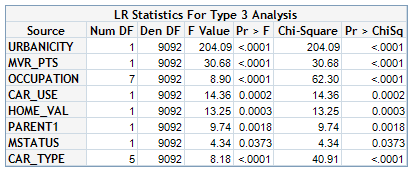 LR Statistics For Type 3 Analysis
Source Num DF Den DF F Value Pr > F Chi-Square Pr > ChiSq
URBANICITY 1 9092 204.09 <.0001 204.09 <.0001
MVR_PTS 1 9092 30.68 <.0001 30.68 <.0001
OCCUPATION 7 9092 8.90 <.0001 62.30 <.0001
CAR_USE 1 9092 14.36 0.0002 14.36 0.0002
HOME_VAL 1 9092 13.25 0.0003 13.25 0.0003
PARENT1 1 9092 9.74 0.0018 9.74 0.0018
MSTATUS 1 9092 4.34 0.0373 4.34 0.0373
CAR_TYPE 5 9092 8.18 <.0001 40.91 <.0001